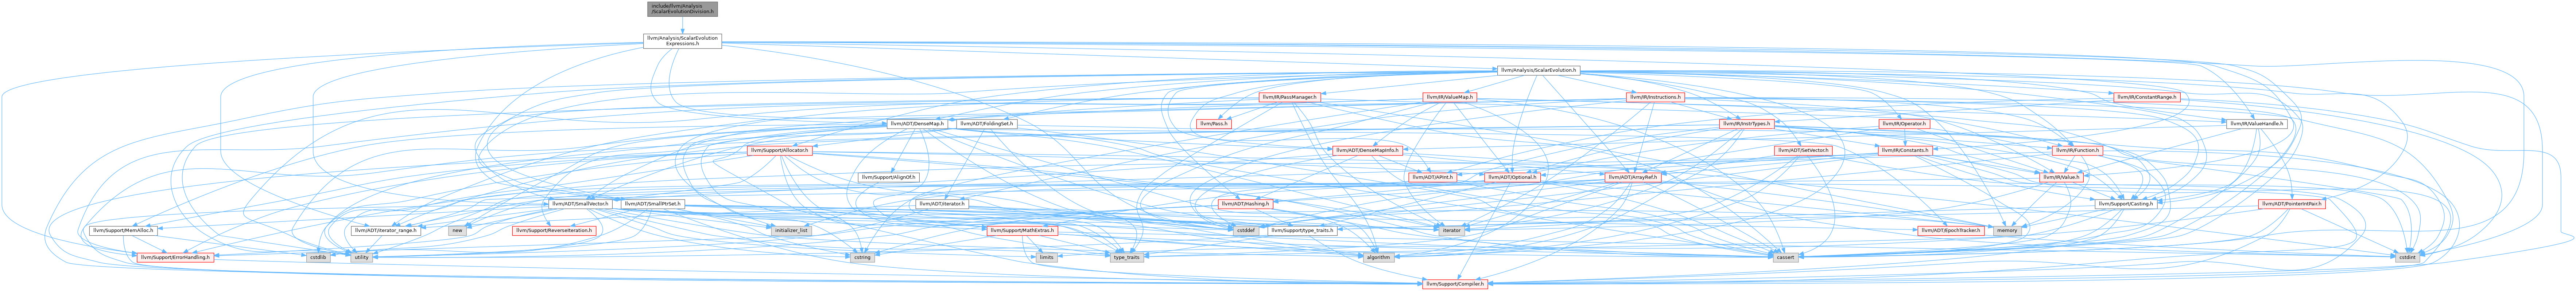 include/llvm/Analysis
/ScalarEvolutionDivision.h
llvm/Analysis/ScalarEvolution
Expressions.h
llvm/Analysis/ScalarEvolution.h
llvm/IR/PassManager.h
llvm/IR/ValueMap.h
llvm/IR/Instructions.h
llvm/IR/ConstantRange.h
llvm/ADT/DenseMap.h
llvm/ADT/FoldingSet.h
llvm/Pass.h
llvm/IR/InstrTypes.h
llvm/IR/Operator.h
llvm/IR/ValueHandle.h
llvm/Support/Allocator.h
llvm/ADT/DenseMapInfo.h
llvm/ADT/SetVector.h
llvm/IR/Constants.h
llvm/IR/Function.h
llvm/Support/AlignOf.h
llvm/ADT/APInt.h
llvm/ADT/Optional.h
llvm/ADT/ArrayRef.h
llvm/IR/Value.h
llvm/ADT/SmallVector.h
llvm/ADT/SmallPtrSet.h
llvm/ADT/iterator.h
llvm/ADT/Hashing.h
llvm/Support/Casting.h
llvm/ADT/PointerIntPair.h
llvm/Support/MemAlloc.h
llvm/ADT/iterator_range.h
new
llvm/Support/ReverseIteration.h
initializer_list
llvm/Support/MathExtras.h
cstddef
llvm/Support/type_traits.h
iterator
llvm/ADT/EpochTracker.h
memory
llvm/Support/ErrorHandling.h
cstdlib
utility
cstring
limits
type_traits
algorithm
cassert
cstdint
llvm/Support/Compiler.h